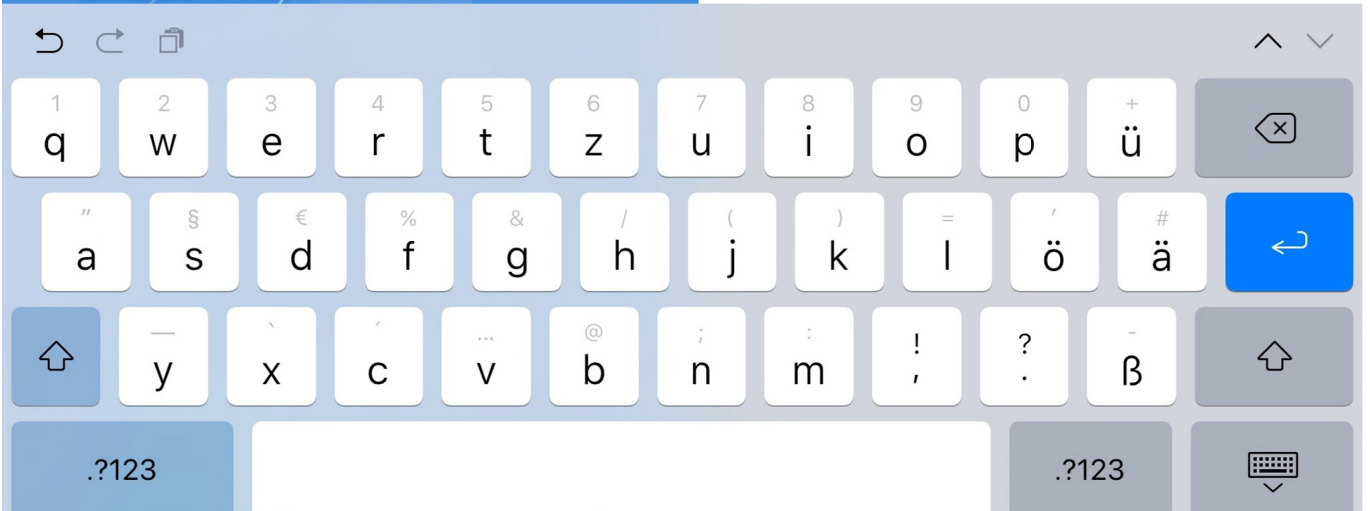 1 2 3 4 5 6 7 8 9 0 +
q w e r t z u i o p ü
" § € % & / ( ) = ' #
a s d f g h j k l ö ä
— ` ´ ... @ ; : ! ? -
y x c v b n m , . ß
.?123 .?123